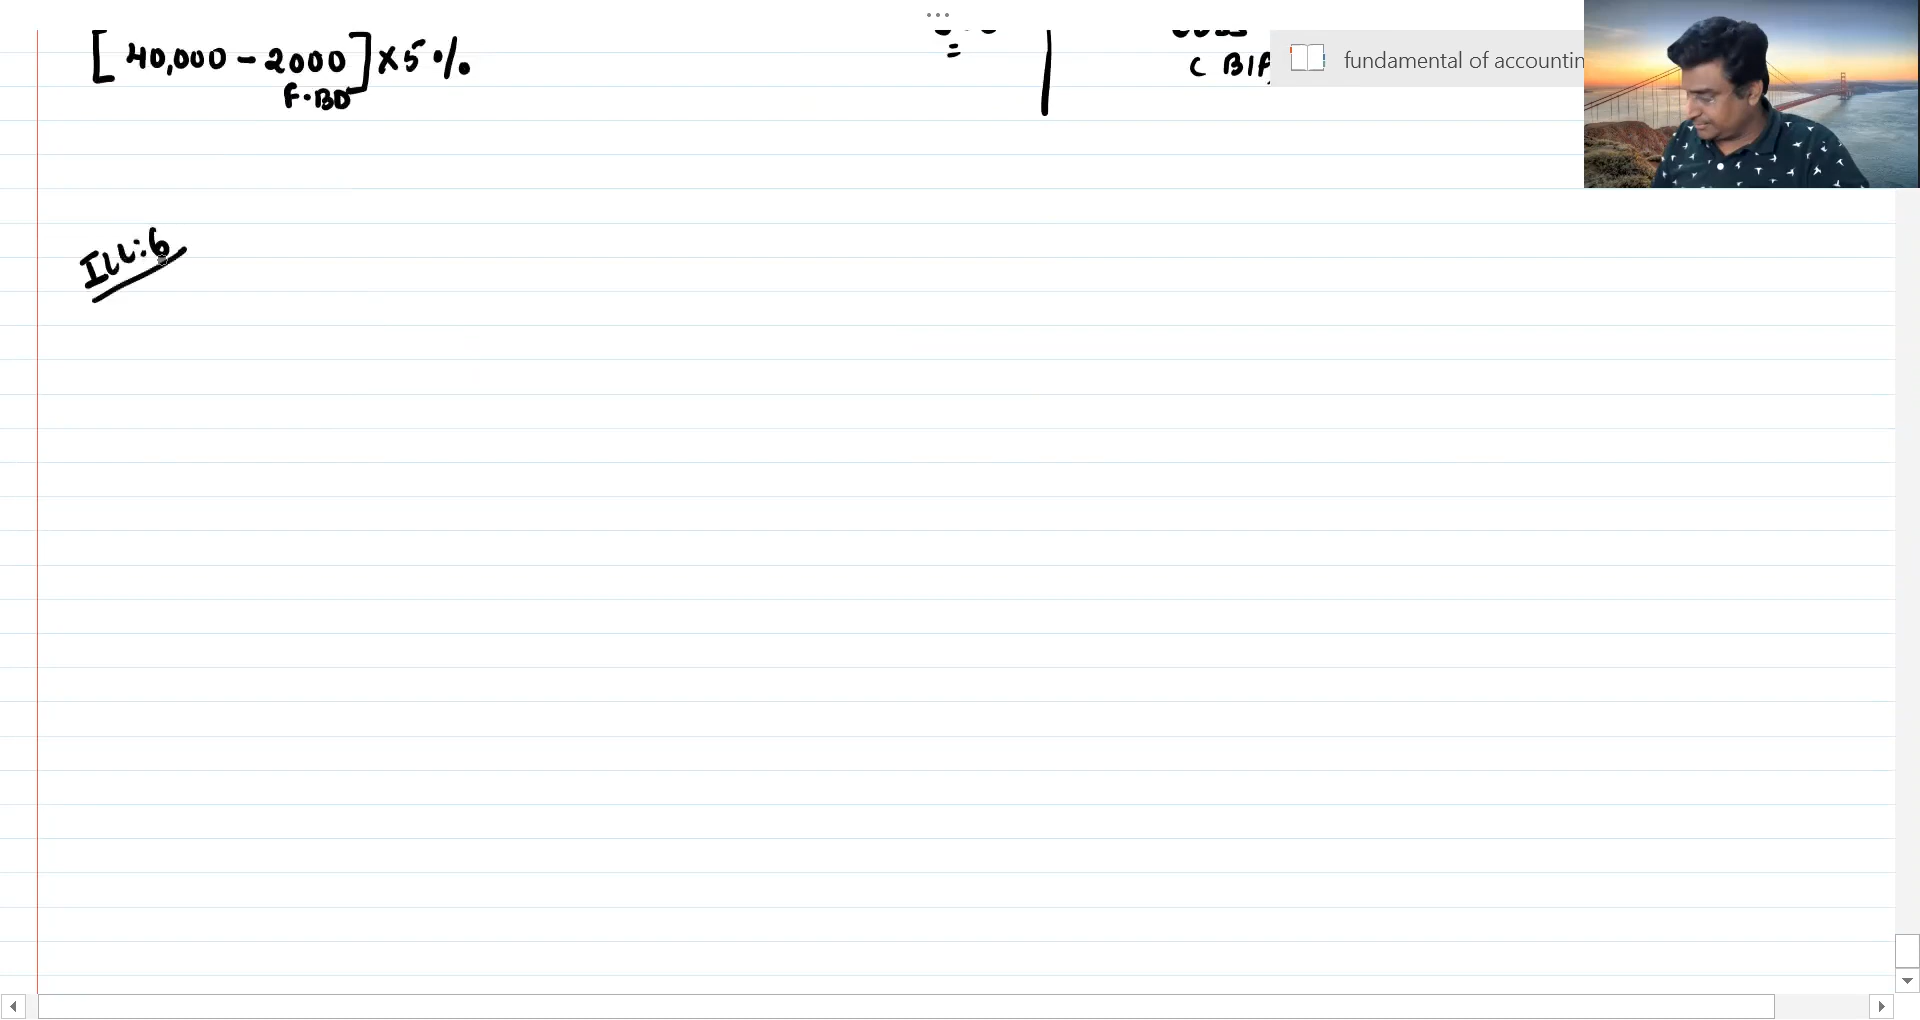 [ 40,000 - 2000 ] × 5%
F.BD
C BIF
fundamental of accountin
ILL:6